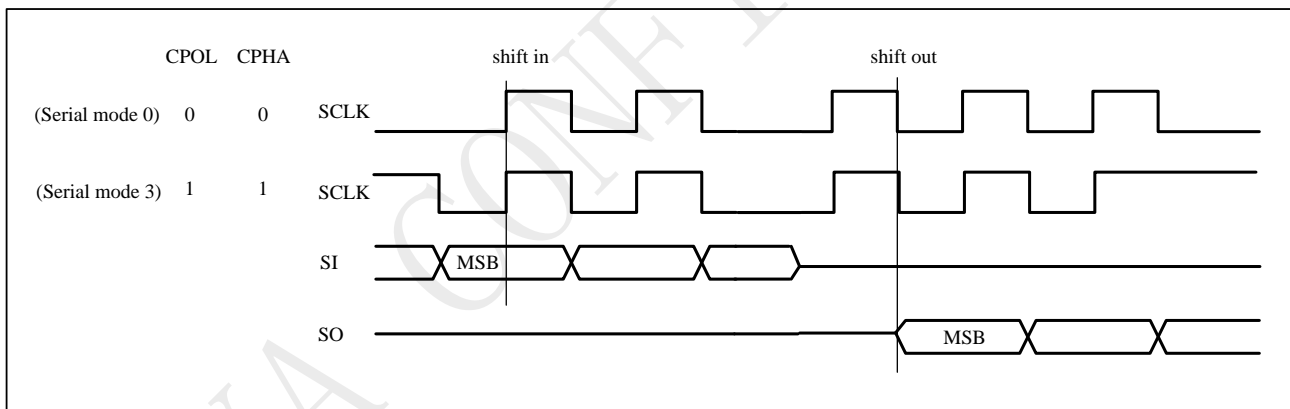 CPOL CPHA shift in shift out
(Serial mode 0) 0 0 SCLK
(Serial mode 3) 1 1 SCLK
SI MSB
SO MSB